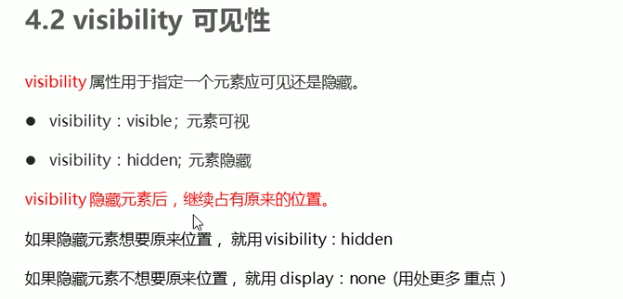 4.2 visibility 可见性
visibility 属性用于指定一个元素应可见还是隐藏。
● visibility：visible； 元素可视
● visibility：hidden; 元素隐藏
visibility 隐藏元素后，继续占有原来的位置。
如果隐藏元素想要原来位置， 就用 visibility：hidden
如果隐藏元素不想要原来位置， 就用 display：none (用处更多 重点）